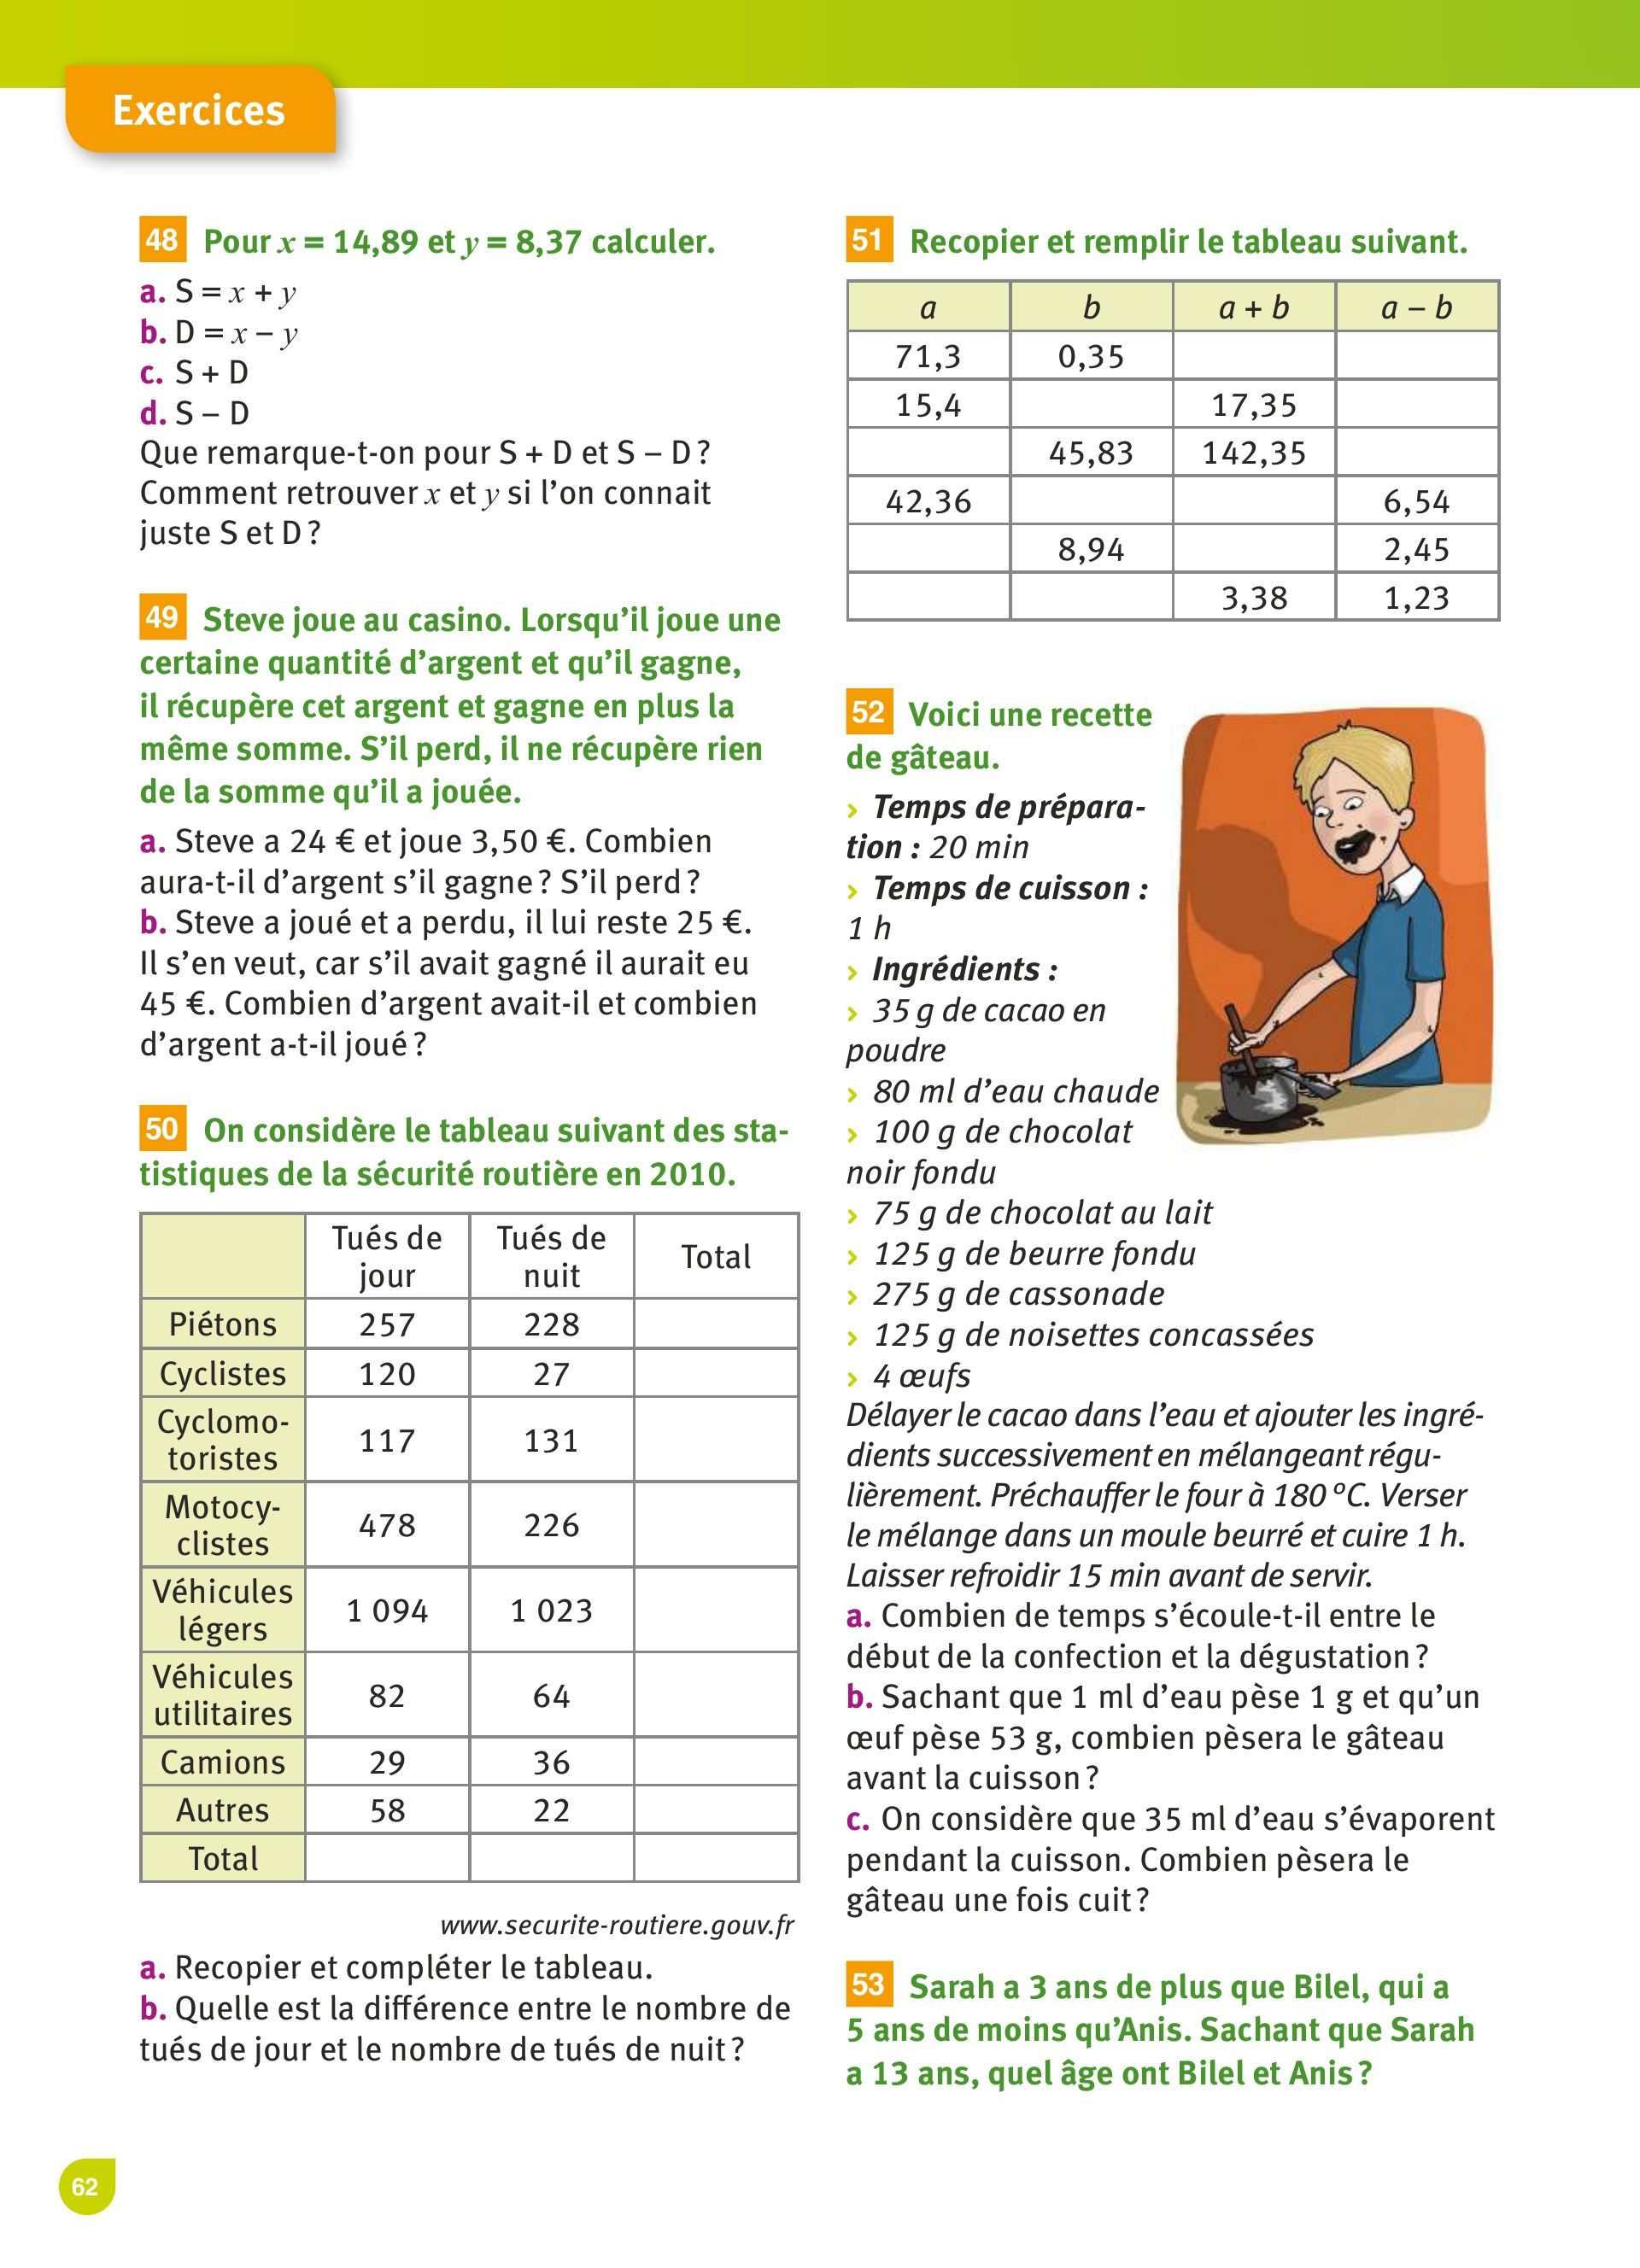 Exercices
48 Pour x = 14,89 et y = 8,37 calculer.
a. S = x + y
b. D = x – y
c. S + D
d. S – D
Que remarque-t-on pour S + D et S – D ?
Comment retrouver x et y si l’on connait
juste S et D ?
49 Steve joue au casino. Lorsqu’il joue une
certaine quantité d’argent et qu’il gagne,
il récupère cet argent et gagne en plus la
même somme. S’il perd, il ne récupère rien
de la somme qu’il a jouée.
a. Steve a 24 € et joue 3,50 €. Combien
aura-t-il d’argent s’il gagne ? S’il perd ?
b. Steve a joué et a perdu, il lui reste 25 €.
Il s’en veut, car s’il avait gagné il aurait eu
45 €. Combien d’argent avait-il et combien
d’argent a-t-il joué ?
50 On considère le tableau suivant des sta-
tistiques de la sécurité routière en 2010.
Tués de jour Tués de nuit Total
Piétons 257 228
Cyclistes 120 27
Cyclomo-
toristes 117 131
Motocy-
clistes 478 226
Véhicules
légers 1 094 1 023
Véhicules
utilitaires 82 64
Camions 29 36
Autres 58 22
Total
www.securite-routiere.gouv.fr
a. Recopier et compléter le tableau.
b. Quelle est la différence entre le nombre de
tués de jour et le nombre de tués de nuit ?
51 Recopier et remplir le tableau suivant.
a b a + b a – b
71,3 0,35
15,4 17,35
45,83 142,35
42,36 6,54
8,94 2,45
3,38 1,23
52 Voici une recette
de gâteau.
› Temps de prépara-
tion : 20 min
› Temps de cuisson :
1 h
› Ingrédients :
› 35 g de cacao en
poudre
› 80 ml d’eau chaude
› 100 g de chocolat
noir fondu
› 75 g de chocolat au lait
› 125 g de beurre fondu
› 275 g de cassonade
› 125 g de noisettes concassées
› 4 œufs
Délayer le cacao dans l’eau et ajouter les ingré-
dients successivement en mélangeant régu-
lièrement. Préchauffer le four à 180 °C. Verser
le mélange dans un moule beurré et cuire 1 h.
Laisser refroidir 15 min avant de servir.
a. Combien de temps s’écoule-t-il entre le
début de la confection et la dégustation ?
b. Sachant que 1 ml d’eau pèse 1 g et qu’un
œuf pèse 53 g, combien pèsera le gâteau
avant la cuisson ?
c. On considère que 35 ml d’eau s’évaporent
pendant la cuisson. Combien pèsera le
gâteau une fois cuit ?
53 Sarah a 3 ans de plus que Bilel, qui a
5 ans de moins qu’Anis. Sachant que Sarah
a 13 ans, quel âge ont Bilel et Anis ?
62